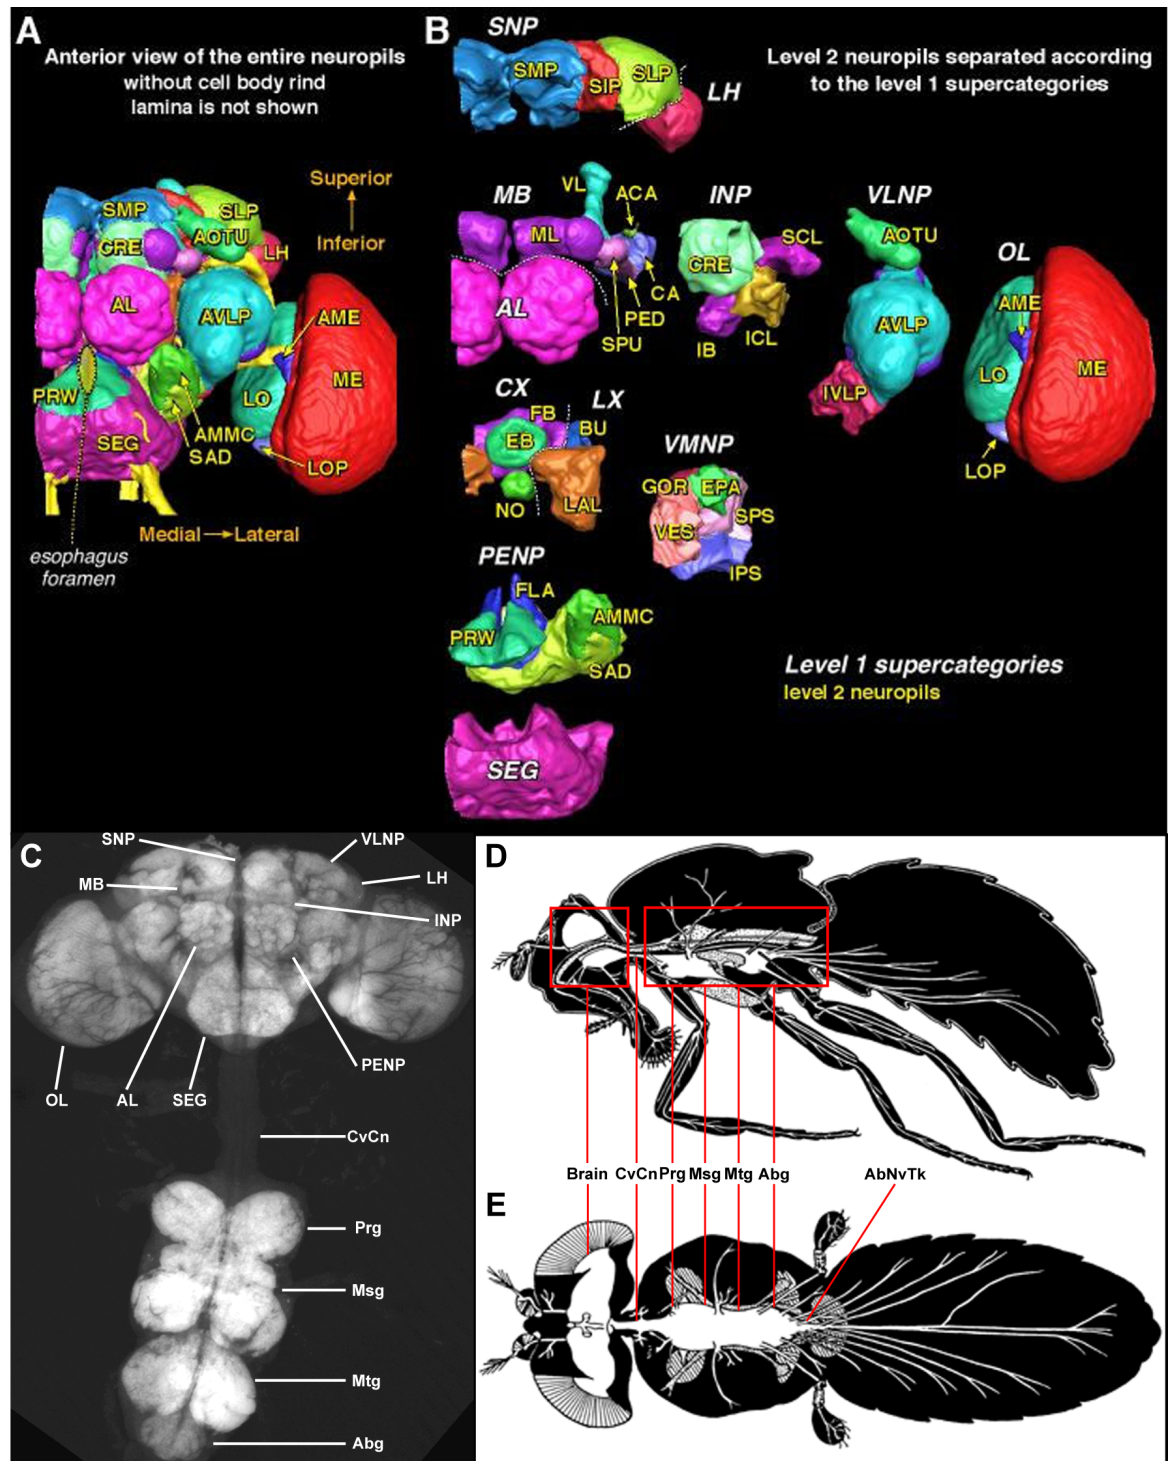 A
Anterior view of the entire neuropils
without cell body rind
lamina is not shown
Superior
Inferior
SMP
SLP
CRE
AOTU
LH
AL
AVLP
AME
ME
PRW
LO
SEG
AMMC
SAD
LOP
Medial → Lateral
esophagus
foramen
B
Level 2 neuropils separated according
to the level 1 supercategories
SNP
SMP
SIP
SLP
LH
MB
VL
ACA
ML
AL
CA
PED
SPU
INP
SCL
CRE
ICL
IB
VLNP
AOTU
AVLP
IVLP
OL
AME
LO
ME
LOP
CX
LX
FB
BU
EB
NO
LAL
VMNP
GOR
EPA
SPS
VES
IPS
PENP
FLA
AMMC
PRW
SAD
SEG
Level 1 supercategories
level 2 neuropils
C
SNP
VLNP
MB
LH
INP
PENP
OL
AL
SEG
CvCn
Prg
Msg
Mtg
Abg
D
Brain CvCn Prg Msg Mtg Abg AbNvTk
E